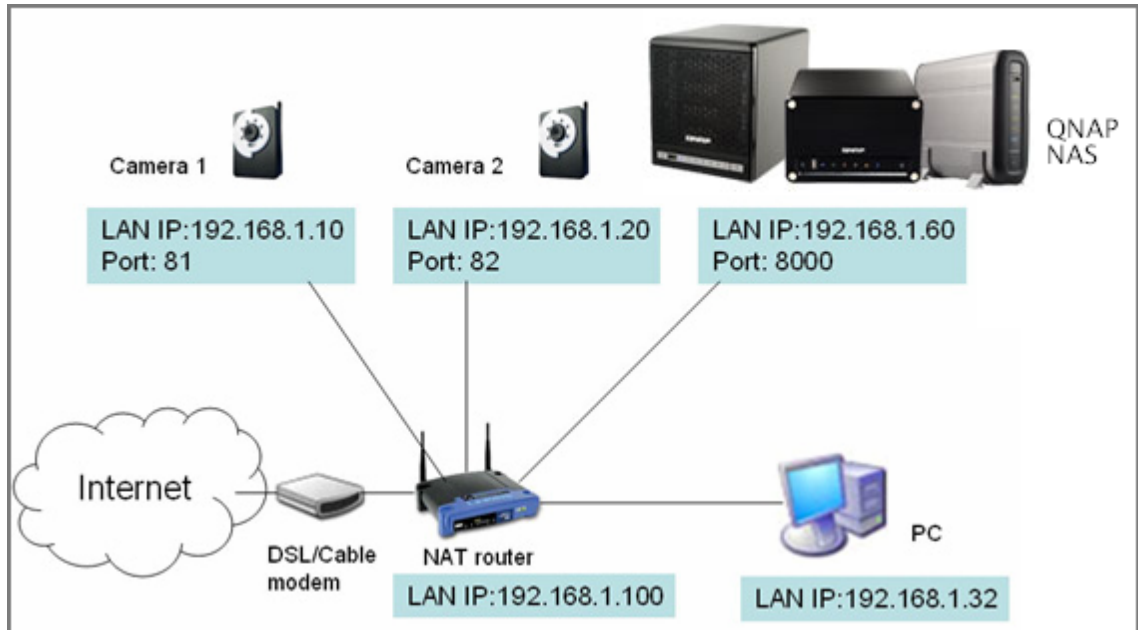 Camera 1
Camera 2
QNAP
NAS
LAN IP:192.168.1.10
Port: 81
LAN IP:192.168.1.20
Port: 82
LAN IP:192.168.1.60
Port: 8000
Internet
DSL/Cable
modem
NAT router
PC
LAN IP:192.168.1.100
LAN IP:192.168.1.32